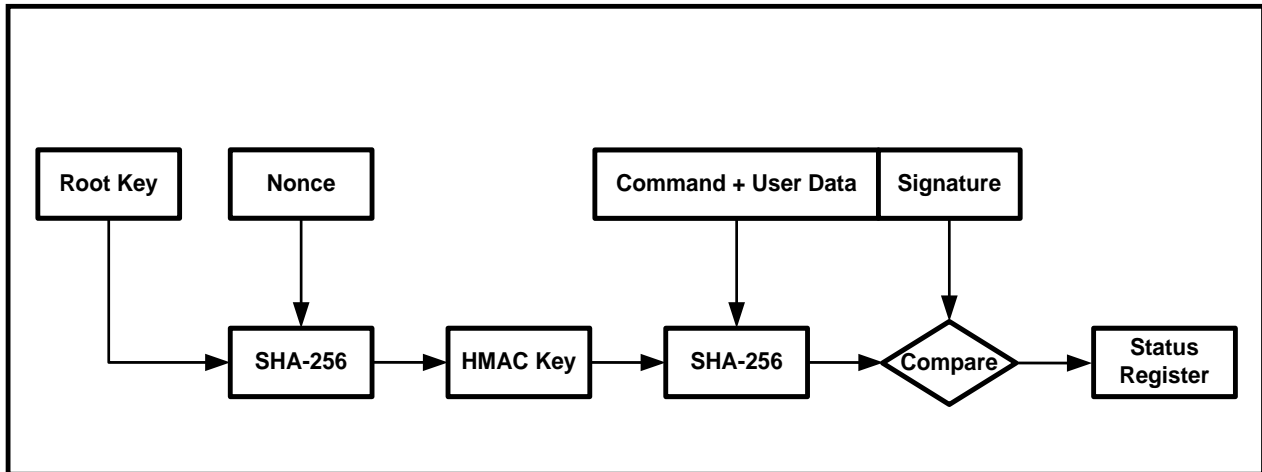 Root Key
Nonce
Command + User Data
Signature
SHA-256
HMAC Key
SHA-256
Compare
Status
Register